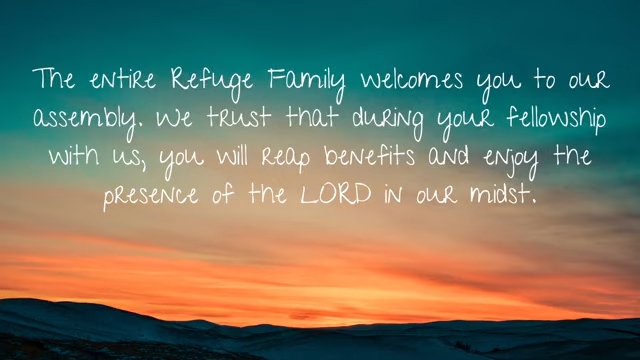 The entire Refuge Family welcomes you to our
assembly. We trust that during your fellowship
with us, you will reap benefits and enjoy the
presence of the LORD in our midst.